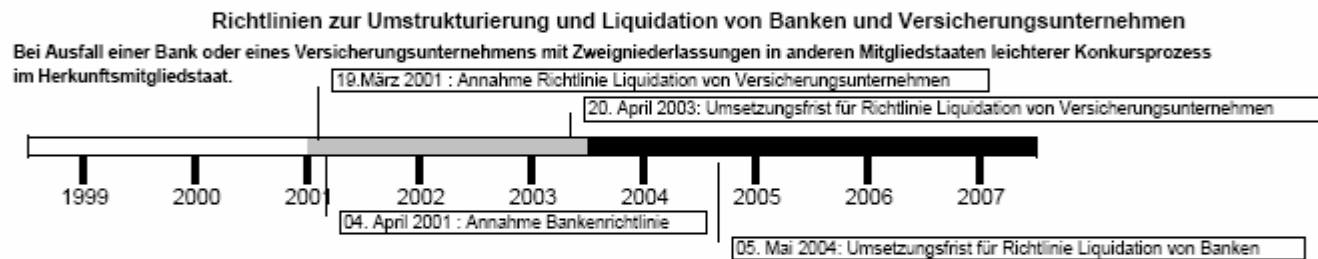 Richtlinien zur Umstrukturierung und Liquidation von Banken und Versicherungsunternehmen
Bei Ausfall einer Bank oder eines Versicherungsunternehmens mit Zweigniederlassungen in anderen Mitgliedstaaten leichterer Konkursprozess
im Herkunftsmitgliedstaat.
19.März 2001 : Annahme Richtlinie Liquidation von Versicherungsunternehmen
20. April 2003: Umsetzungsfrist für Richtlinie Liquidation von Versicherungsunternehmen
1999 2000 2001 2002 2003 2004 2005 2006 2007
04. April 2001 : Annahme Bankenrichtlinie
05. Mai 2004: Umsetzungsfrist für Richtlinie Liquidation von Banken